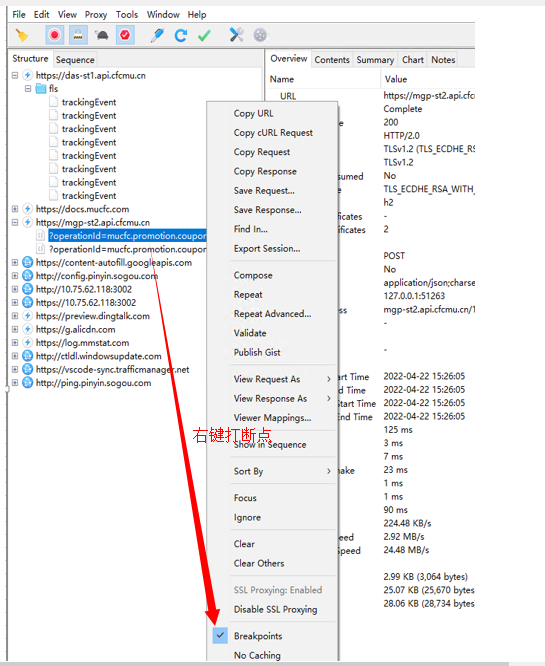 File Edit View Proxy Tools Window Help
Structure Sequence
https://das-st1.api.cfcmu.cn
fls
trackingEvent
trackingEvent
trackingEvent
trackingEvent
trackingEvent
trackingEvent
trackingEvent
trackingEvent
https://docs.mucfc.com
https://mgp-st2.api.cfcmu.cn
?operationId=mucfc.promotion.coupon
?operationId=mucfc.promotion.coupor
https://content-autofill.googleapis.com
http://config.pinyin.sogou.com
http://10.75.62.118:3002
http://10.75.62.118:3002
https://preview.dingtalk.com
https://g.alicdn.com
https://log.mmstat.com
http://ctldl.windowsupdate.com
https://vscode-sync.trafficmanager.net
http://ping.pinyin.sogou.com
Copy URL
Copy cURL Request
Copy Request
Copy Response
Save Request...
Save Response...
Find In...
Export Session...
Compose
Repeat
Repeat Advanced...
Validate
Publish Gist
View Request As
View Response As
Viewer Mappings...
右键打断点
Show in Sequence
Sort By
Focus
Ignore
Clear
Clear Others
SSL Proxying: Enabled
Disable SSL Proxying
Breakpoints
No Caching
Overview Contents Summary Chart Notes
Name Value
URL https://mgp-st2.api.cfc
Complete
200
HTTP/2.0
TLSv1.2 (TLS_ECDHE_RS
TLSv1.2
sumed No
TLS_ECDHE_RSA_WITH_
h2
ificates -
ificates 2
POST
No
application/json;charse
127.0.0.1:51263
ess mgp-st2.api.cfcmu.cn/1
-
-
art Time 2022-04-22 15:26:05
d Time 2022-04-22 15:26:05
Start Time 2022-04-22 15:26:05
End Time 2022-04-22 15:26:05
125 ms
3 ms
7 ms
ake 23 ms
1 ms
1 ms
90 ms
224.48 KB/s
eed 2.92 MB/s
Speed 24.48 MB/s
2.99 KB (3,064 bytes)
25.07 KB (25,670 bytes)
28.06 KB (28,734 bytes)